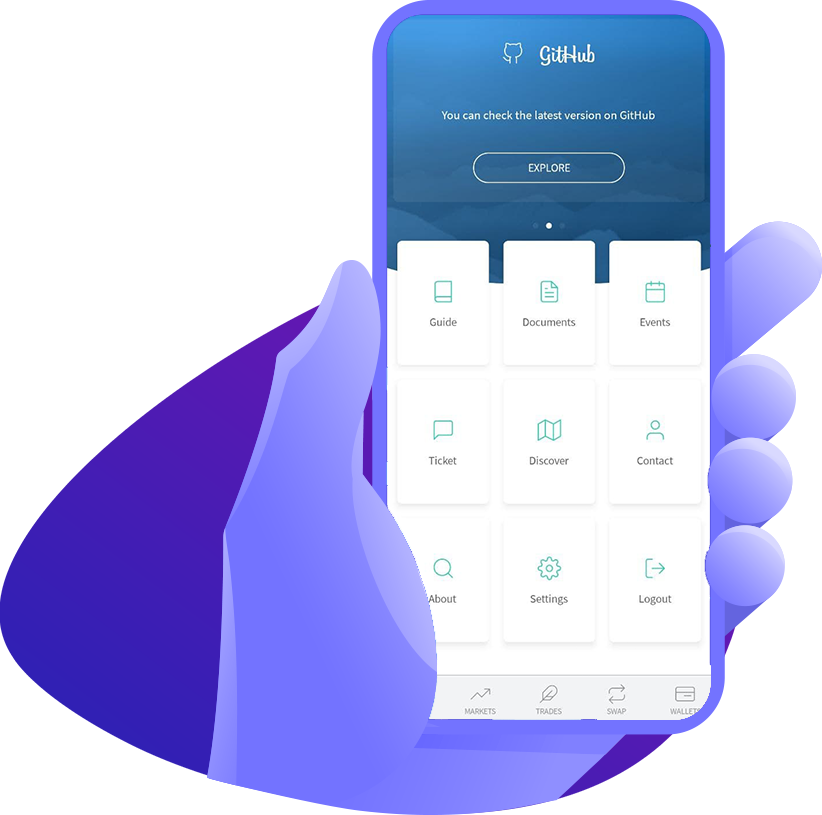 GitHub
You can check the latest version on GitHub
EXPLORE
Guide
Documents
Events
Ticket
Discover
Contact
About
Settings
Logout
MARKETS
TRADES
SWAP
WALLETS